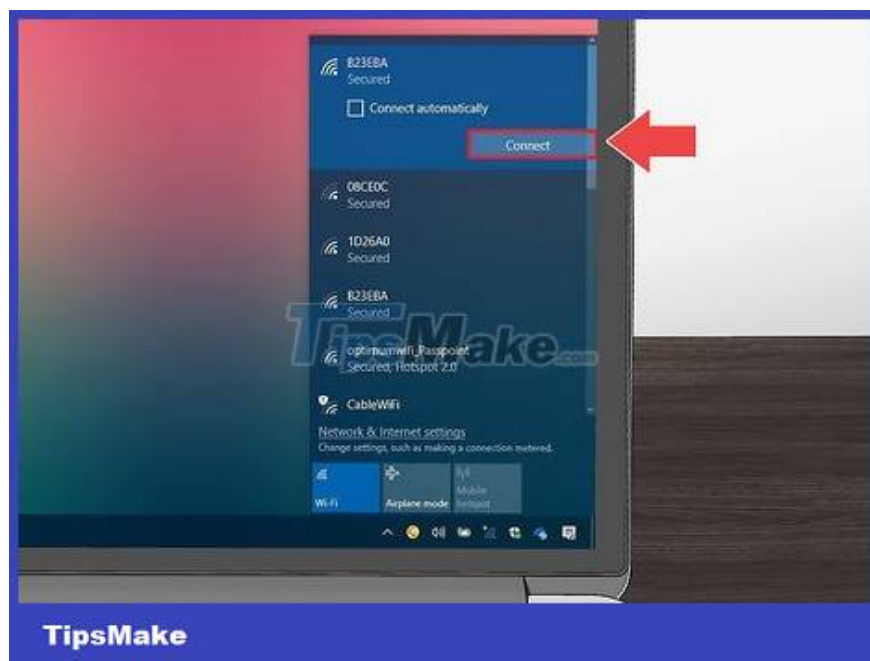 B23EBA
Secured
Connect automatically
Connect
08CE0C
Secured
1D26A0
Secured
B23EBA
Secured
optimumwifi_Passpoint
Secured, Hotspot 2.0
CableWiFi
Network & Internet settings
Change settings, such as making a connection metered.
Wi-Fi
Airplane mode
Mobile hotspot
TipsMake.com
TipsMake